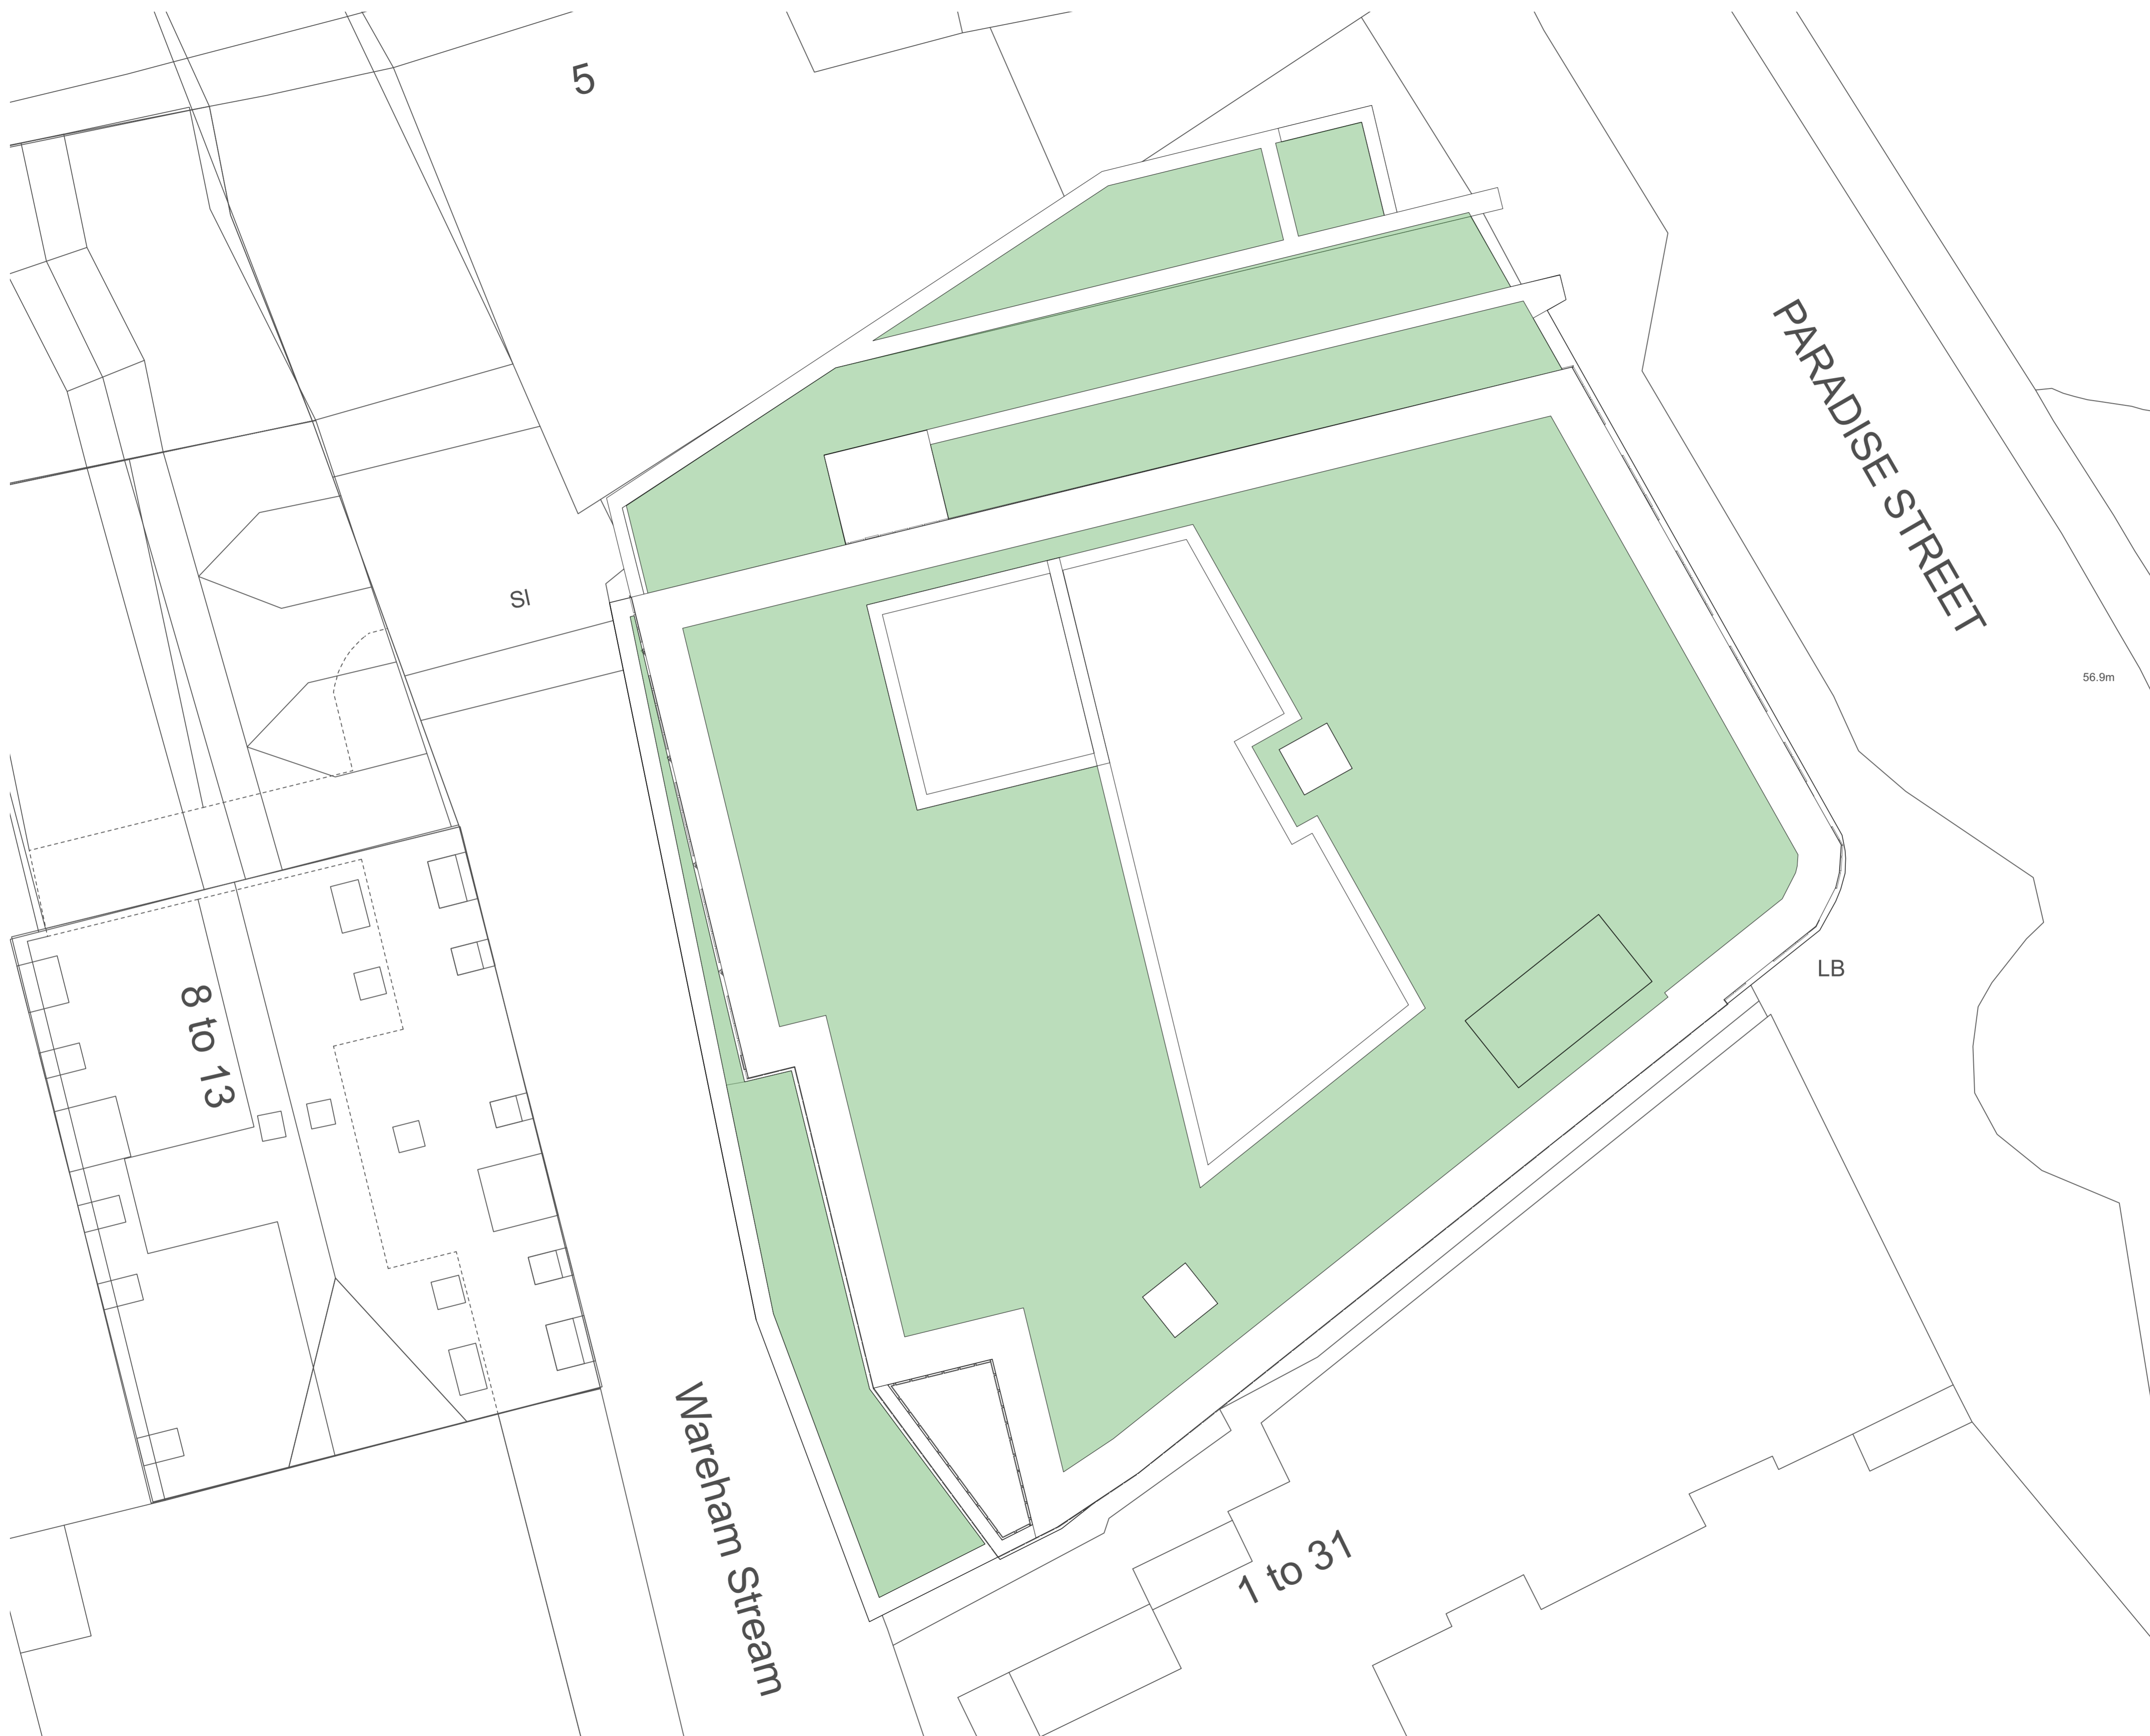 5
PARADISE STREET
Sl
56.9m
LB
8 to 13
Wareham Stream
1 to 31